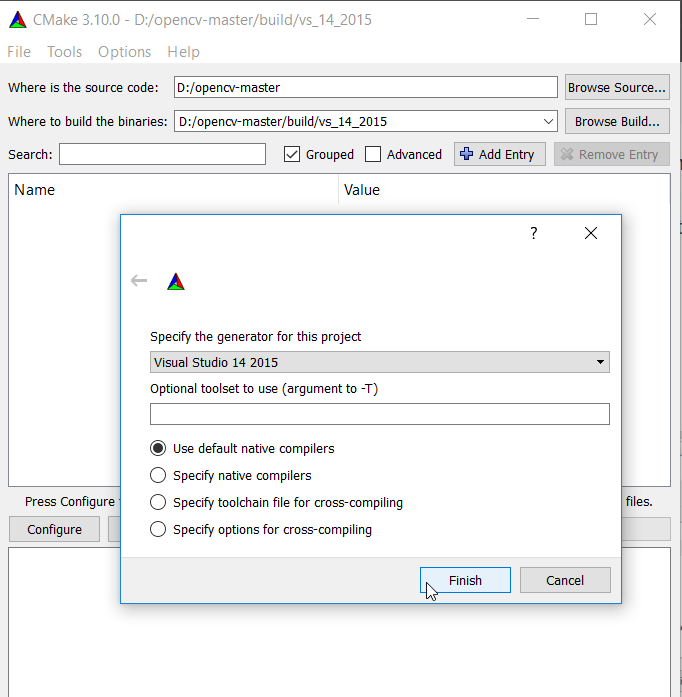 CMake 3.10.0 - D:/opencv-master/build/vs_14_2015
File Tools Options Help
Where is the source code: D:/opencv-master Browse Source...
Where to build the binaries: D:/opencv-master/build/vs_14_2015 Browse Build...
Search: Grouped Advanced Add Entry Remove Entry
Name Value
?
Specify the generator for this project
Visual Studio 14 2015
Optional toolset to use (argument to -T)
Use default native compilers
Specify native compilers
Specify toolchain file for cross-compiling
Specify options for cross-compiling
Finish Cancel
Press Configure files.
Configure